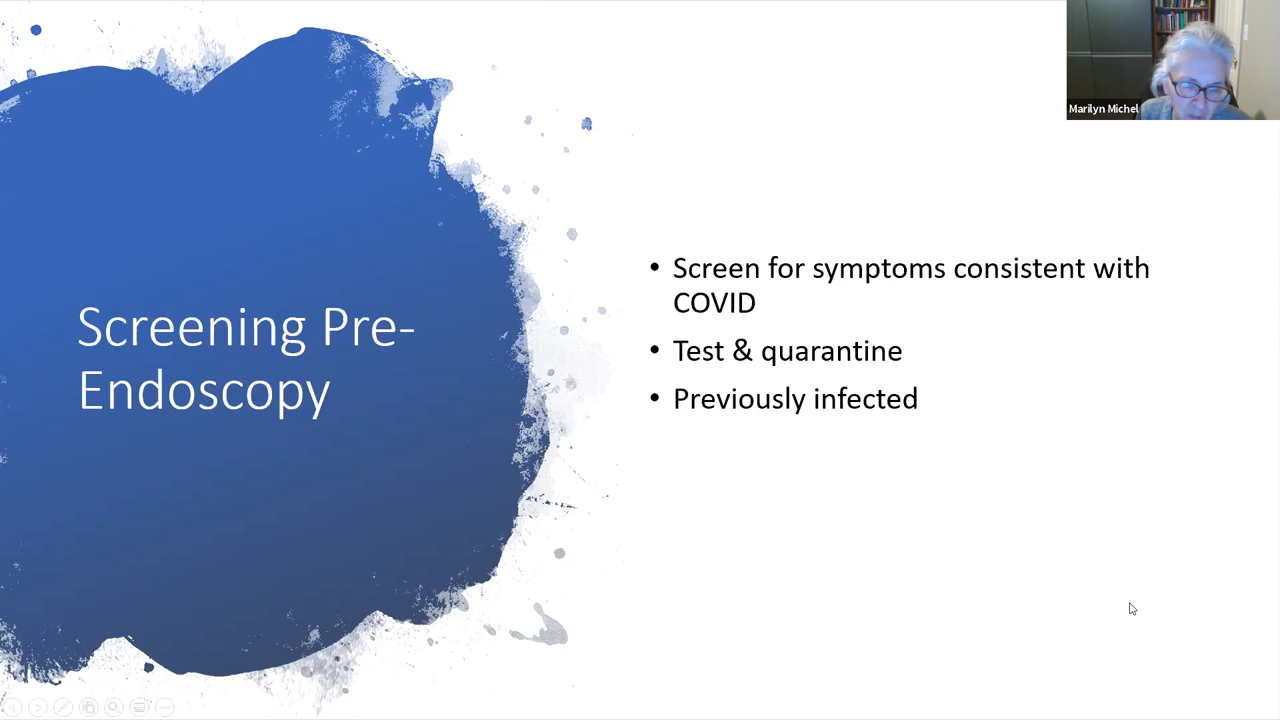 Marilyn Michel
Screening Pre-
Endoscopy
• Screen for symptoms consistent with
COVID
• Test & quarantine
• Previously infected